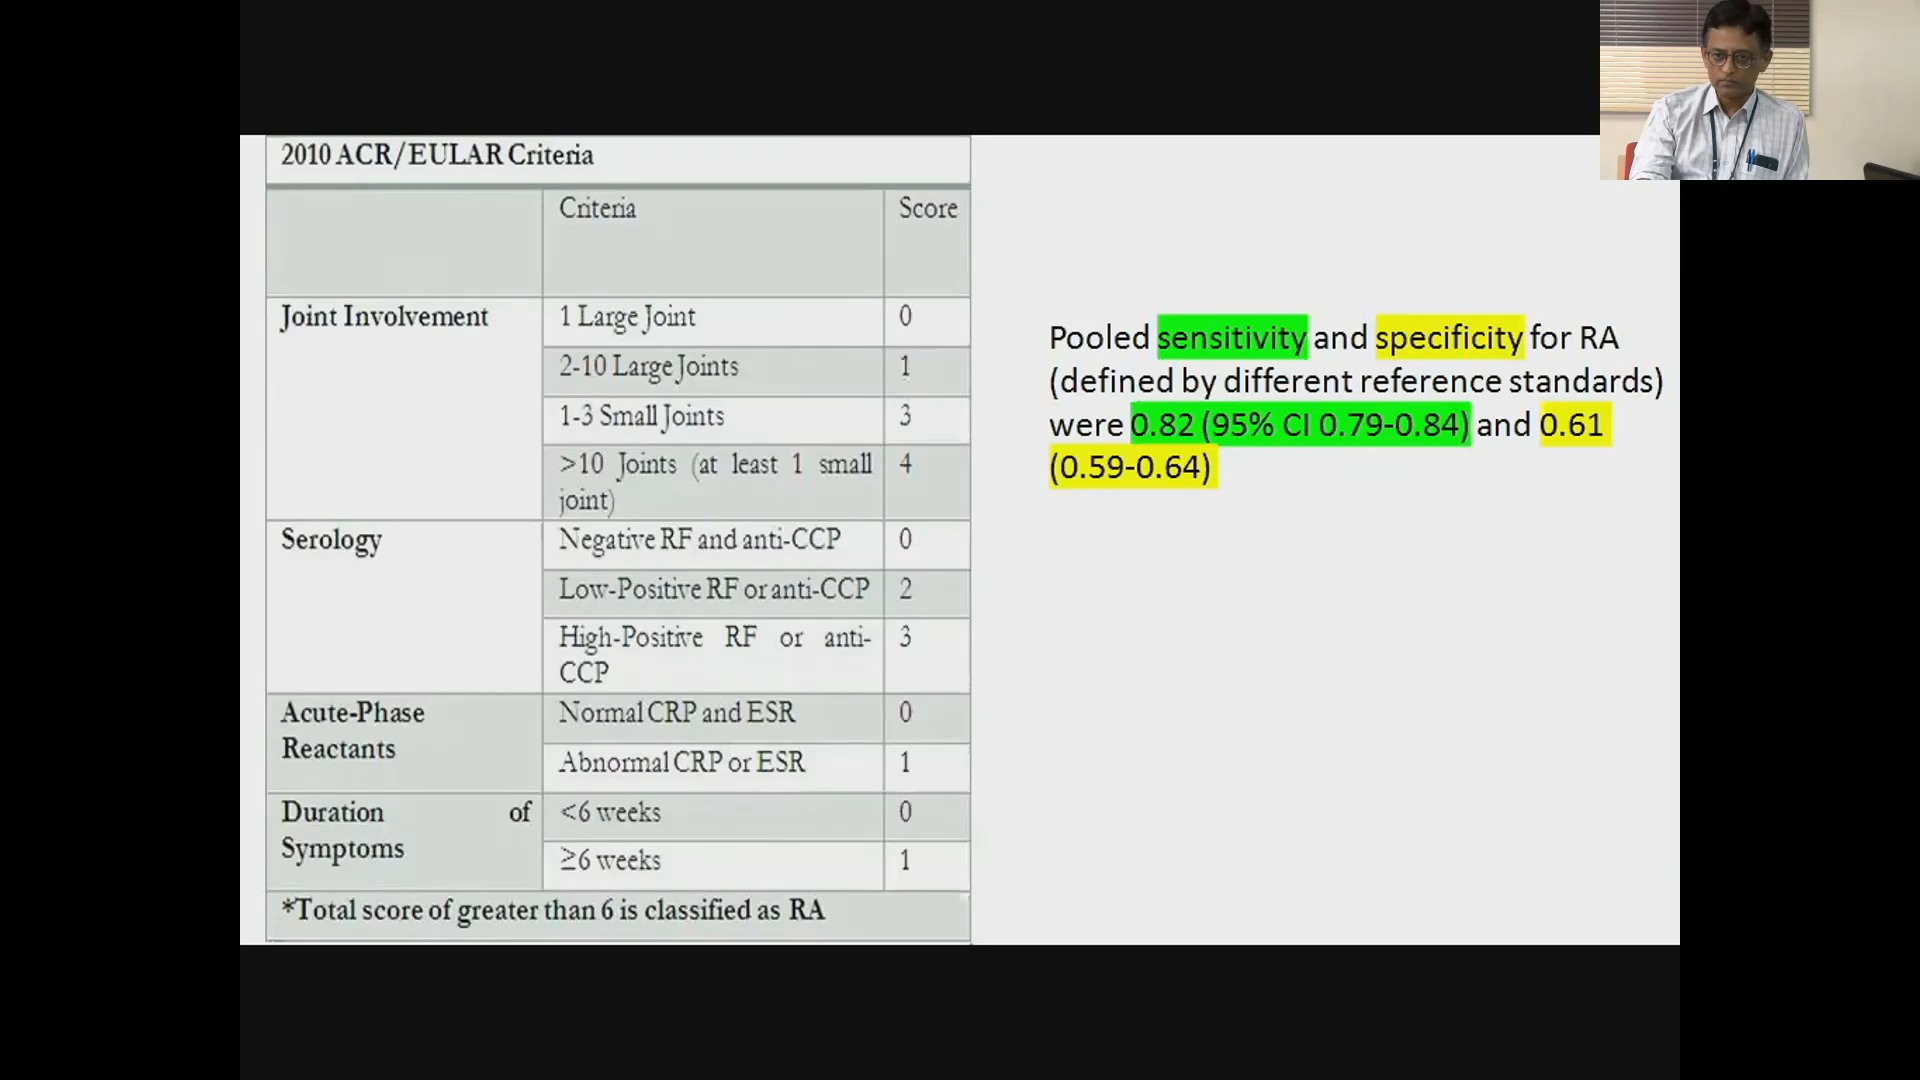 2010 ACR/EULAR Criteria
Criteria Score
Joint Involvement 1 Large Joint 0
2-10 Large Joints 1
1-3 Small Joints 3
>10 Joints (at least 1 small
joint) 4
Serology Negative RF and anti-CCP 0
Low-Positive RF or anti-CCP 2
High-Positive RF or anti-
CCP 3
Acute-Phase
Reactants
Normal CRP and ESR 0
Abnormal CRP or ESR 1
Duration of
Symptoms
<6 weeks 0
≥6 weeks 1
*Total score of greater than 6 is classified as RA
Pooled sensitivity and specificity for RA
(defined by different reference standards)
were 0.82 (95% CI 0.79-0.84) and 0.61
(0.59-0.64)